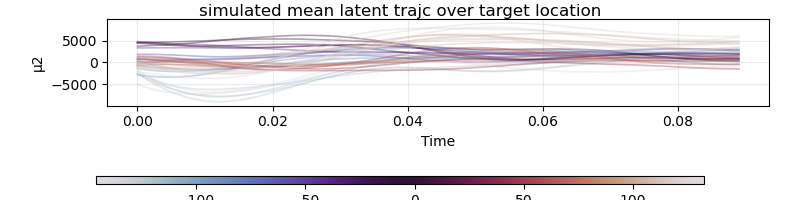 simulated mean latent trajc over target location
5000
0
−5000
μ2
0.00 0.02 0.04 0.06 0.08
Time
−100 −50 0 50 100